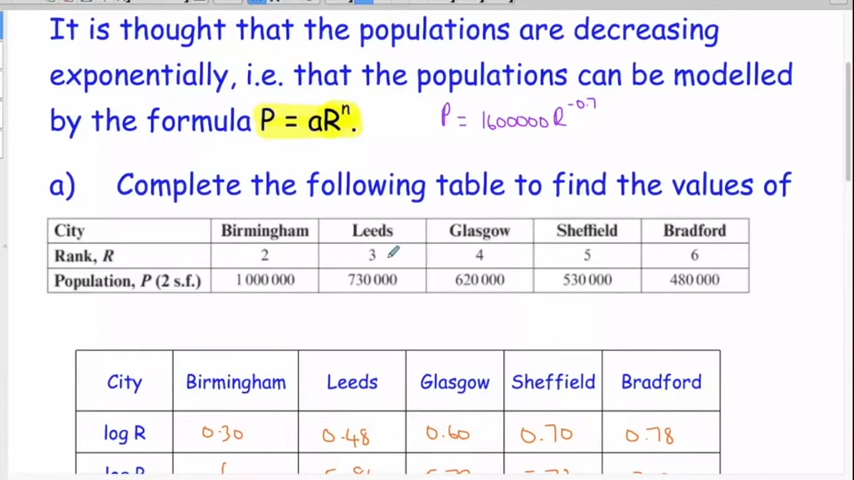 It is thought that the populations are decreasing
exponentially, i.e. that the populations can be modelled
by the formula P = aRⁿ. P = 1600000 R⁻⁰·⁷
a) Complete the following table to find the values of
City Birmingham Leeds Glasgow Sheffield Bradford
Rank, R 2 3 4 5 6
Population, P (2 s.f.) 1 000 000 730 000 620 000 530 000 480 000
City Birmingham Leeds Glasgow Sheffield Bradford
log R 0.30 0.48 0.60 0.70 0.78